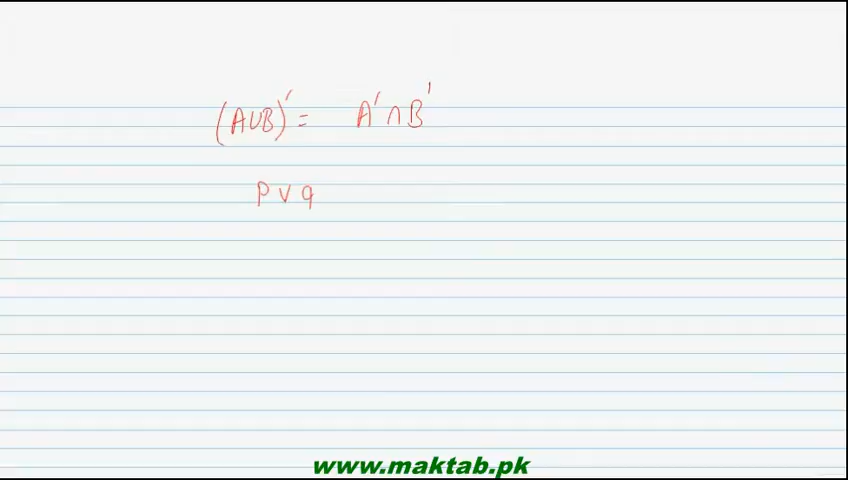 (A∪B)' = A' ∩ B'
p ∨ q
www.maktab.pk